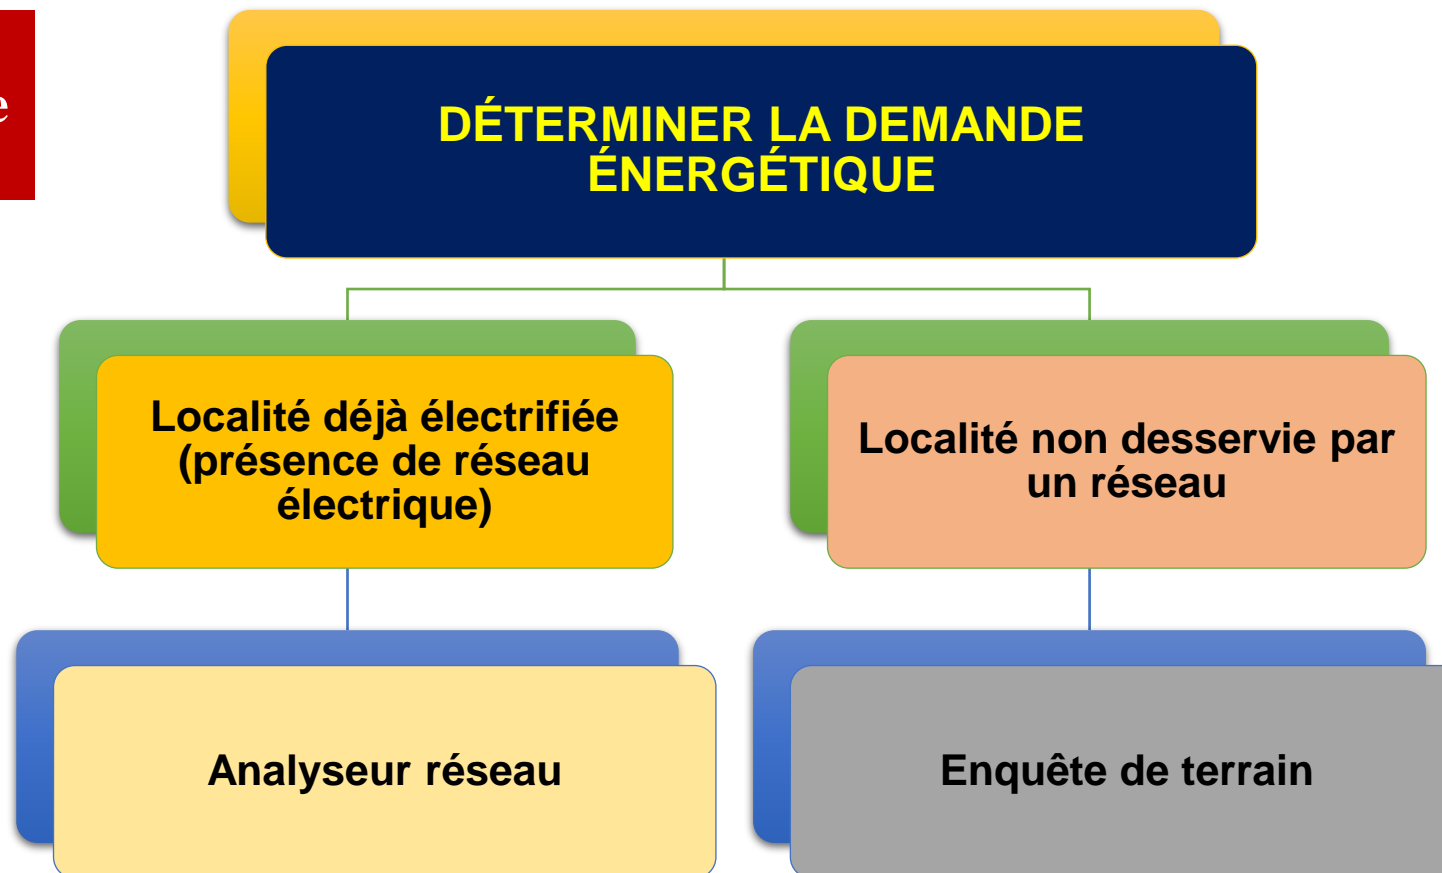 e
DÉTERMINER LA DEMANDE
ÉNERGÉTIQUE
Localité déjà électrifiée
(présence de réseau
électrique)
Localité non desservie par
un réseau
Analyseur réseau
Enquête de terrain